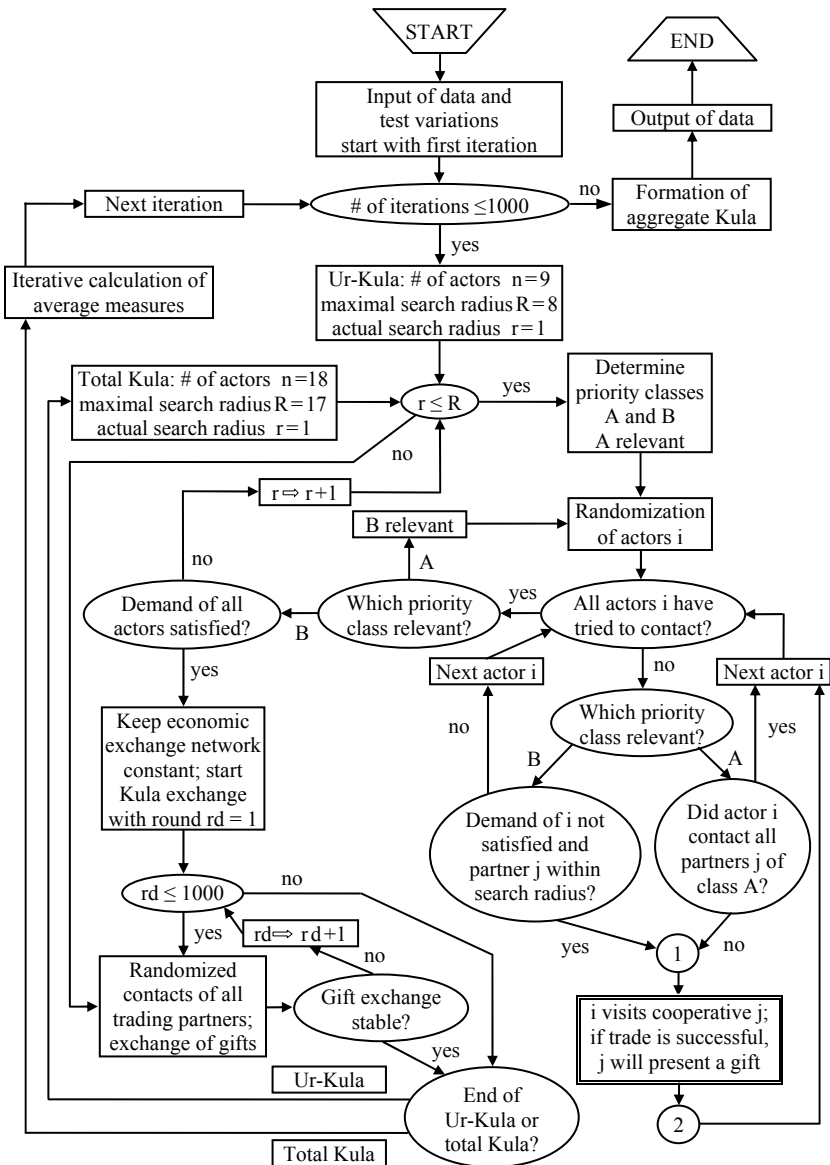 START
END
Input of data and
test variations
start with first iteration
Output of data
Next iteration
# of iterations ≤1000
no
Formation of
aggregate Kula
yes
Iterative calculation of
average measures
Ur-Kula: # of actors n=9
maximal search radius R=8
actual search radius r=1
Total Kula: # of actors n=18
maximal search radius R=17
actual search radius r=1
r ≤ R
yes
Determine
priority classes
A and B
A relevant
no
r⇨ r+1
B relevant
Randomization
of actors i
no
A
Demand of all
actors satisfied?
B
Which priority
class relevant?
yes
All actors i have
tried to contact?
yes
Next actor i
no
Next actor i
Keep economic
exchange network
constant; start
Kula exchange
with round rd = 1
no
Which priority
class relevant?
yes
B
A
Demand of i not
satisfied and
partner j within
search radius?
Did actor i
contact all
partners j of
class A?
rd ≤ 1000
no
yes
rd⇨ rd+1
no
yes
1
no
Randomized
contacts of all
trading partners;
exchange of gifts
Gift exchange
stable?
i visits cooperative j;
if trade is successful,
j will present a gift
yes
Ur-Kula
End of
Ur-Kula or
total Kula?
2
Total Kula